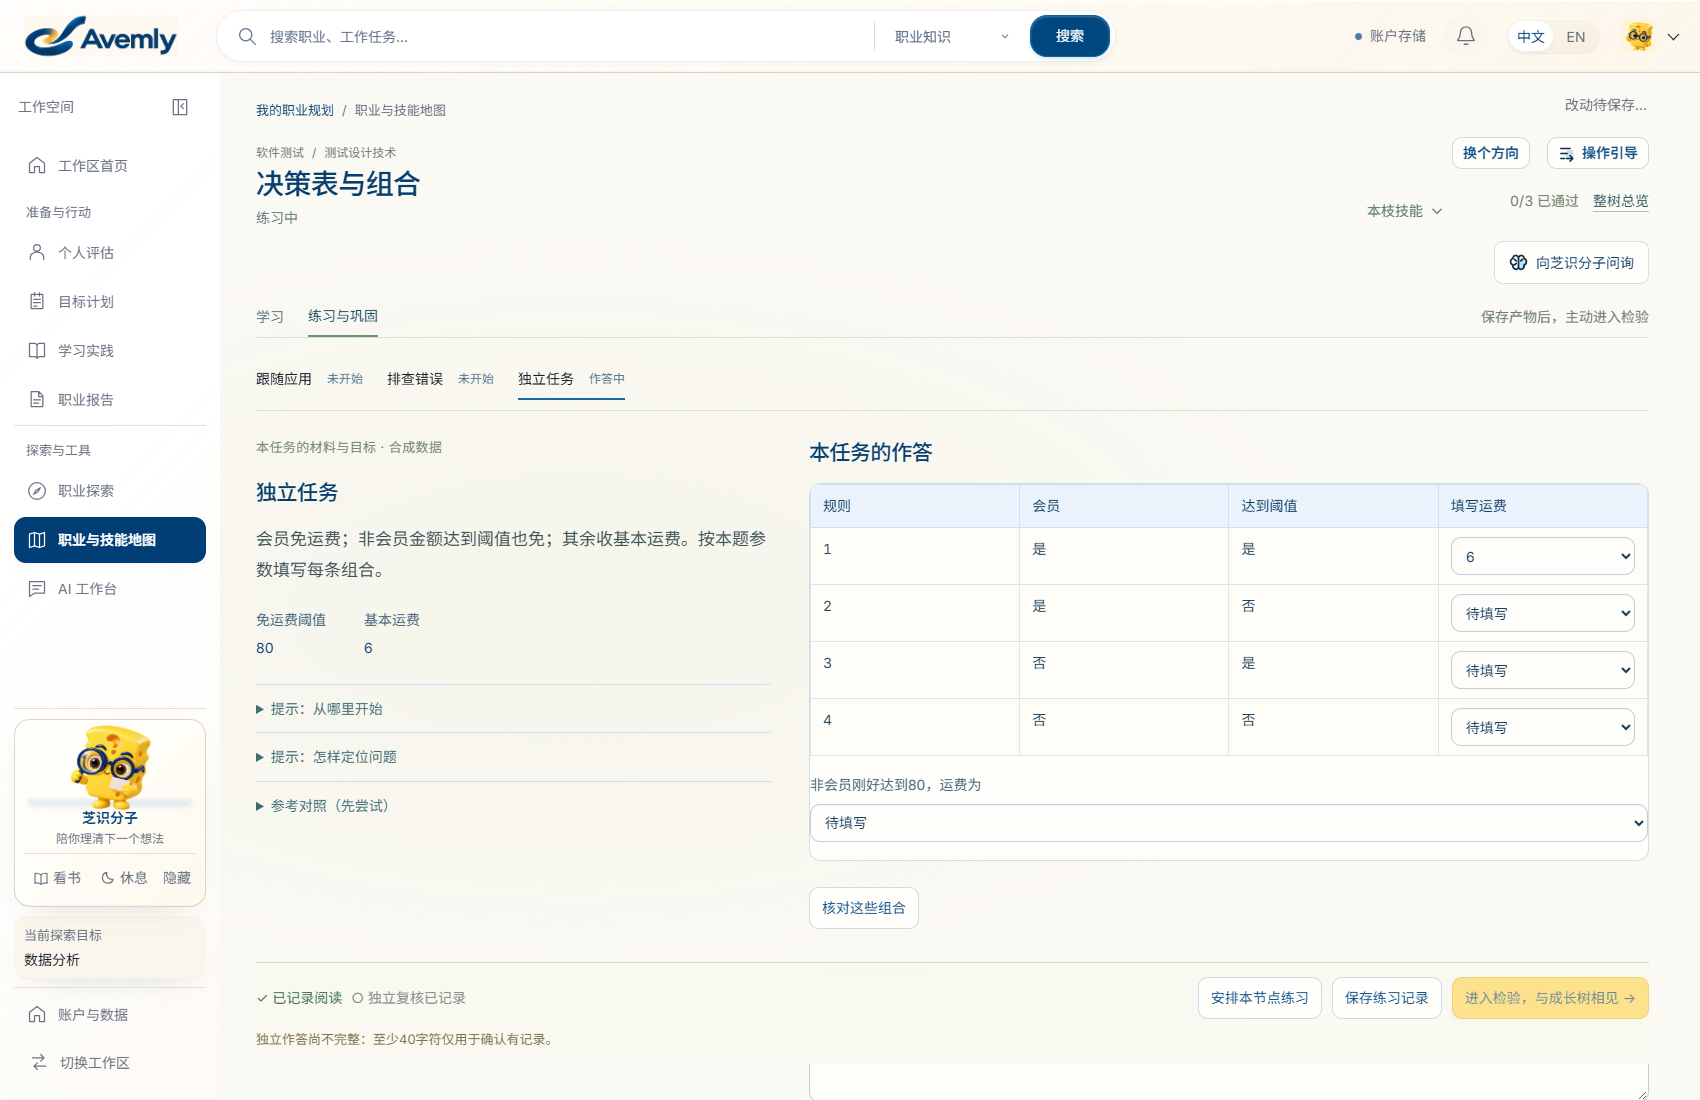 Avemly
搜索职业、工作任务...
职业知识
搜索
账户存储
中文
EN
工作空间
工作区首页
准备与行动
个人评估
目标计划
学习实践
职业报告
探索与工具
职业探索
职业与技能地图
AI 工作台
芝识分子
陪你理清下一个想法
看书
休息
隐藏
当前探索目标
数据分析
账户与数据
切换工作区
我的职业规划 / 职业与技能地图
改动待保存...
软件测试 / 测试设计技术
决策表与组合
练习中
换个方向
操作引导
本枝技能
0/3 已通过
整树总览
向芝识分子问询
学习
练习与巩固
保存产物后，主动进入检验
跟随应用 未开始
排查错误 未开始
独立任务 作答中
本任务的材料与目标 · 合成数据
独立任务
会员免运费；非会员金额达到阈值也免；其余收基本运费。按本题参
数填写每条组合。
免运费阈值 基本运费
80 6
提示：从哪里开始
提示：怎样定位问题
参考对照（先尝试）
本任务的作答
规则 会员 达到阈值 填写运费
1 是 是 6
2 是 否 待填写
3 否 是 待填写
4 否 否 待填写
非会员刚好达到80，运费为
待填写
核对这些组合
✓ 已记录阅读 ○ 独立复核已记录
安排本节点练习
保存练习记录
进入检验，与成长树相见 →
独立作答尚不完整：至少40字符仅用于确认有记录。